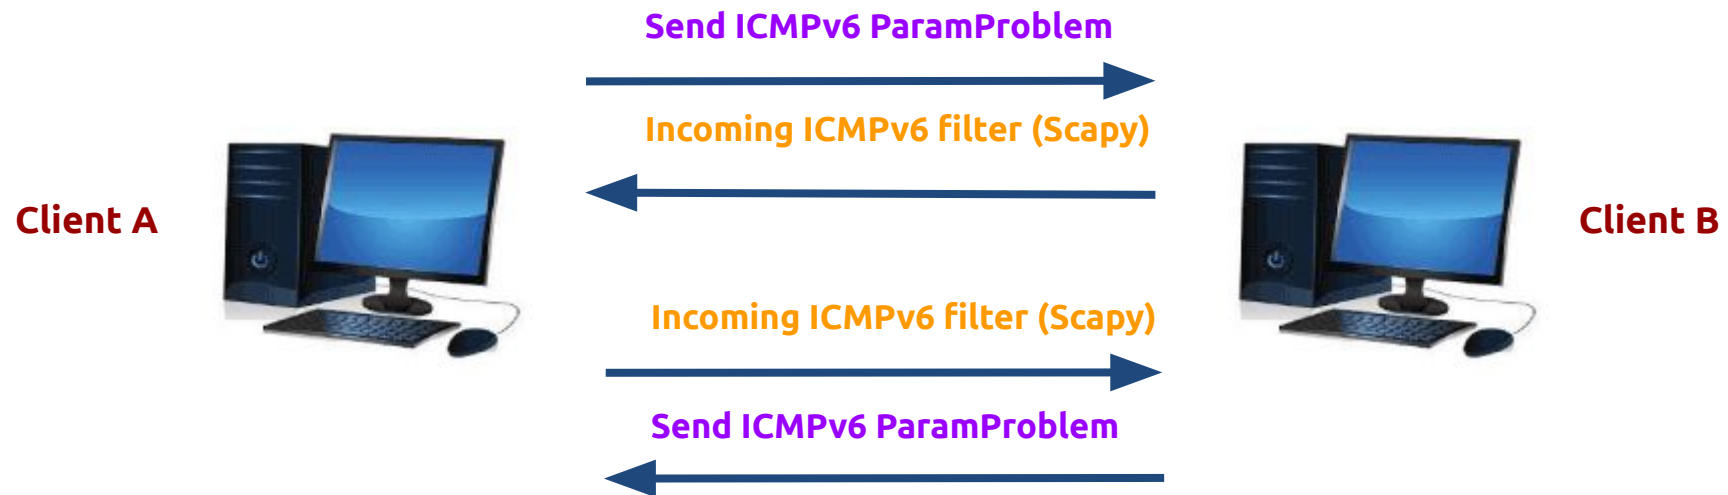 Send ICMPv6 ParamProblem
Incoming ICMPv6 filter (Scapy)
Client A
Client B
Incoming ICMPv6 filter (Scapy)
Send ICMPv6 ParamProblem